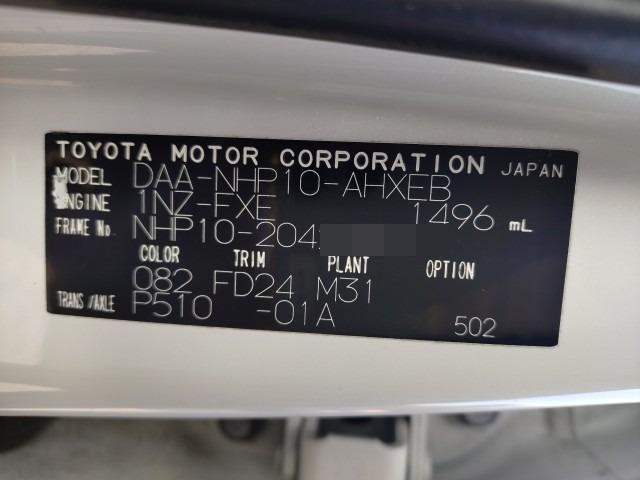 TOYOTA MOTOR CORPORATION JAPAN
MODEL DAA-NHP10-AHXEB
ENGINE 1NZ-FXE 1496 mL
FRAME No. NHP10-204
COLOR TRIM PLANT OPTION
082 FD24 M31
TRANS/AXLE P510 -01A 502